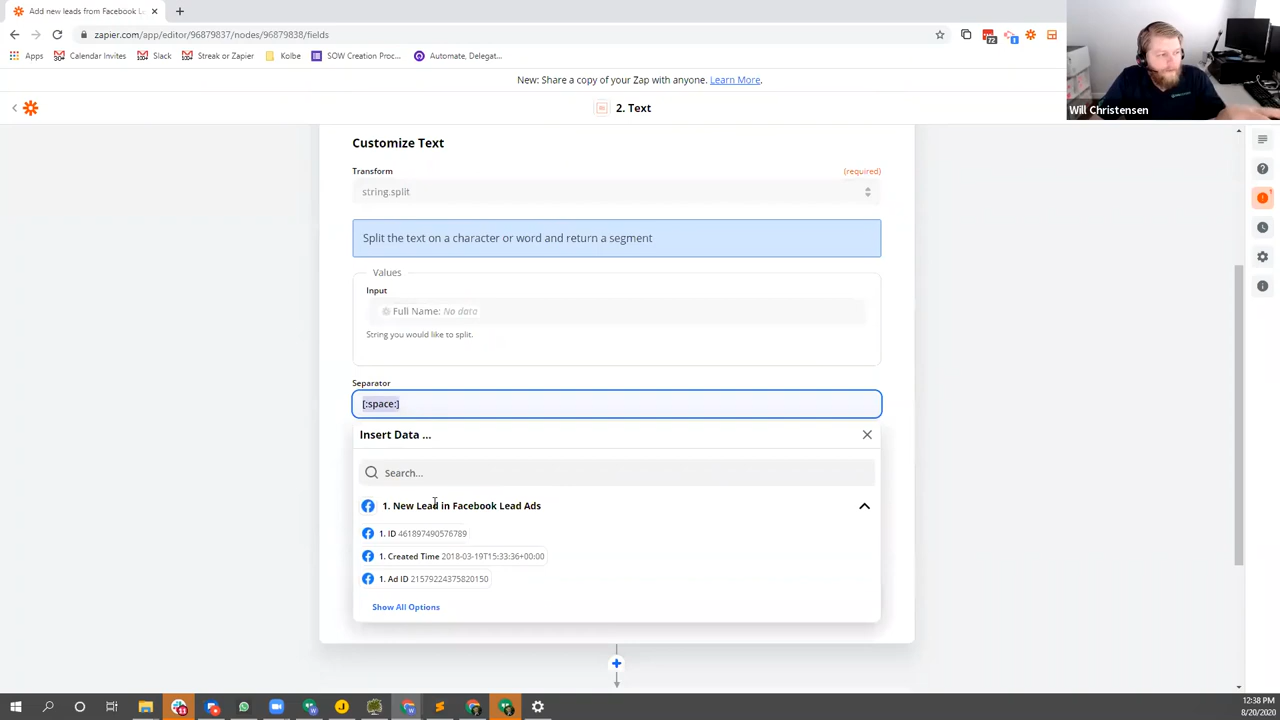 Add new leads from Facebook L
zapier.com/app/editor/96879837/nodes/96879838/fields
72
Apps
Calendar Invites
Slack
Streak or Zapier
Kolbe
SOW Creation Proc...
Automate, Delegat...
New: Share a copy of your Zap with anyone. Learn More.
Will Christensen
2. Text
Customize Text
Transform
(required)
string.split
Split the text on a character or word and return a segment
Values
Input
Full Name: No data
String you would like to split.
Separator
[:space:]
Insert Data ...
Search...
1. New Lead in Facebook Lead Ads
1. ID 461897490576789
1. Created Time 2018-03-19T15:33:36+00:00
1. Ad ID 21579224375820150
Show All Options
12:38 PM
8/20/2020